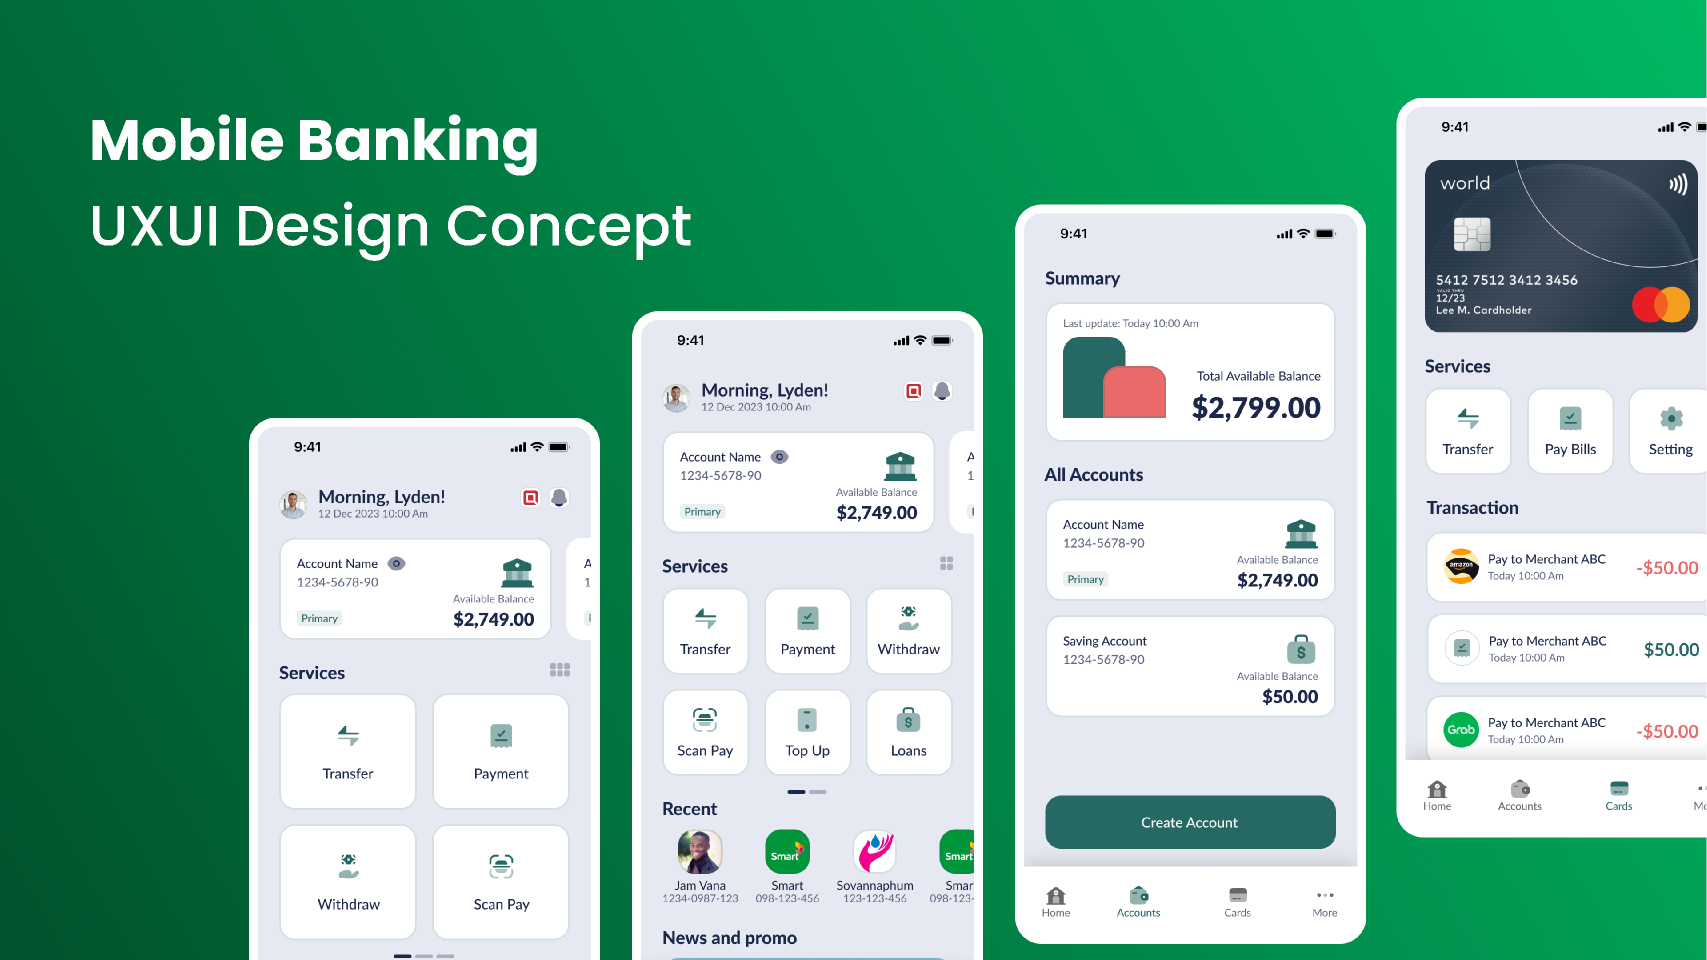 Mobile Banking
UXUI Design Concept
9:41
Morning, Lyden!
12 Dec 2023 10:00 Am
Account Name
1234-5678-90
Available Balance
Primary
$2,749.00
A
1
Services
Transfer
Payment
Withdraw
Scan Pay
9:41
Morning, Lyden!
12 Dec 2023 10:00 Am
Account Name
1234-5678-90
Available Balance
Primary
$2,749.00
A
1
Services
Transfer
Payment
Withdraw
Scan Pay
Top Up
Loans
Recent
Smart
Smart
Jam Vana
1234-0987-123
Smart
098-123-456
Sovannaphum
123-123-456
Smar
098-123-
News and promo
9:41
Summary
Last update: Today 10:00 Am
Total Available Balance
$2,799.00
All Accounts
Account Name
1234-5678-90
Available Balance
Primary
$2,749.00
Saving Account
1234-5678-90
Available Balance
$50.00
Create Account
Home
Accounts
Cards
More
9:41
world
5412 7512 3412 3456
VALID THRU
12/23
Lee M. Cardholder
Services
Transfer
Pay Bills
Setting
Transaction
amazon
Pay to Merchant ABC
Today 10:00 Am
-$50.00
Pay to Merchant ABC
Today 10:00 Am
$50.00
Grab
Pay to Merchant ABC
Today 10:00 Am
-$50.00
Home
Accounts
Cards
Mo